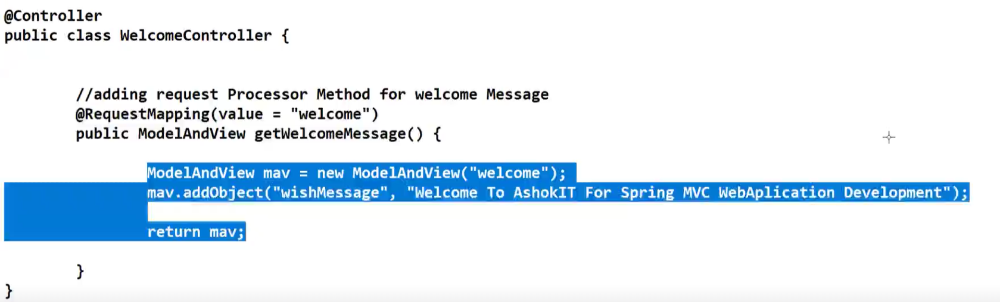 @Controller
public class WelcomeController {
//adding request Processor Method for welcome Message
@RequestMapping(value = "welcome")
public ModelAndView getWelcomeMessage() {
ModelAndView mav = new ModelAndView("welcome");
mav.addObject("wishMessage", "Welcome To AshokIT For Spring MVC WebAplication Development");
return mav;
}
}